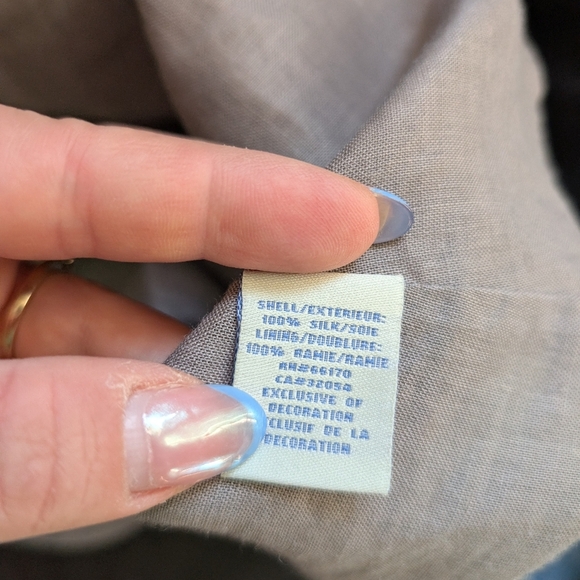 SHELL/EXTERIEUR:
100% SILK/SOIE
LINING/DOUBLURE:
100% RAMIE/RAMIE
RN#66170
CA#32054
EXCLUSIVE OF
DECORATION
CLUSIF DE LA
DECORATION